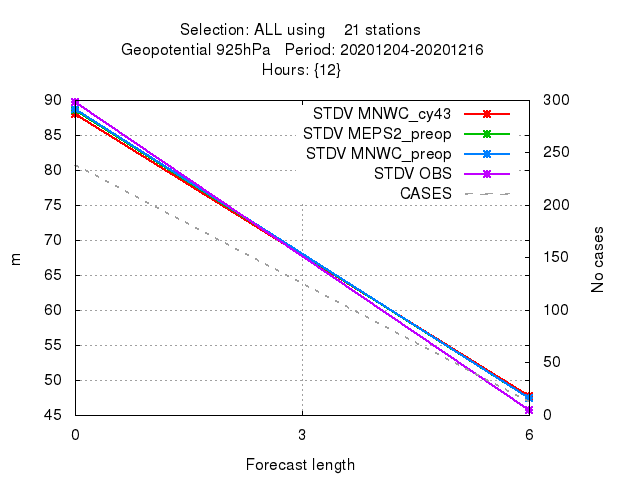 Selection: ALL using    21 stations
Geopotential 925hPa   Period: 20201204-20201216
Hours: {12}
90
85
80
75
70
65
60
55
50
45
m
300
250
200
150
100
50
0
No cases
STDV MNWC_cy43
STDV MEPS2_preop
STDV MNWC_preop
STDV OBS
CASES
0
3
6
Forecast length